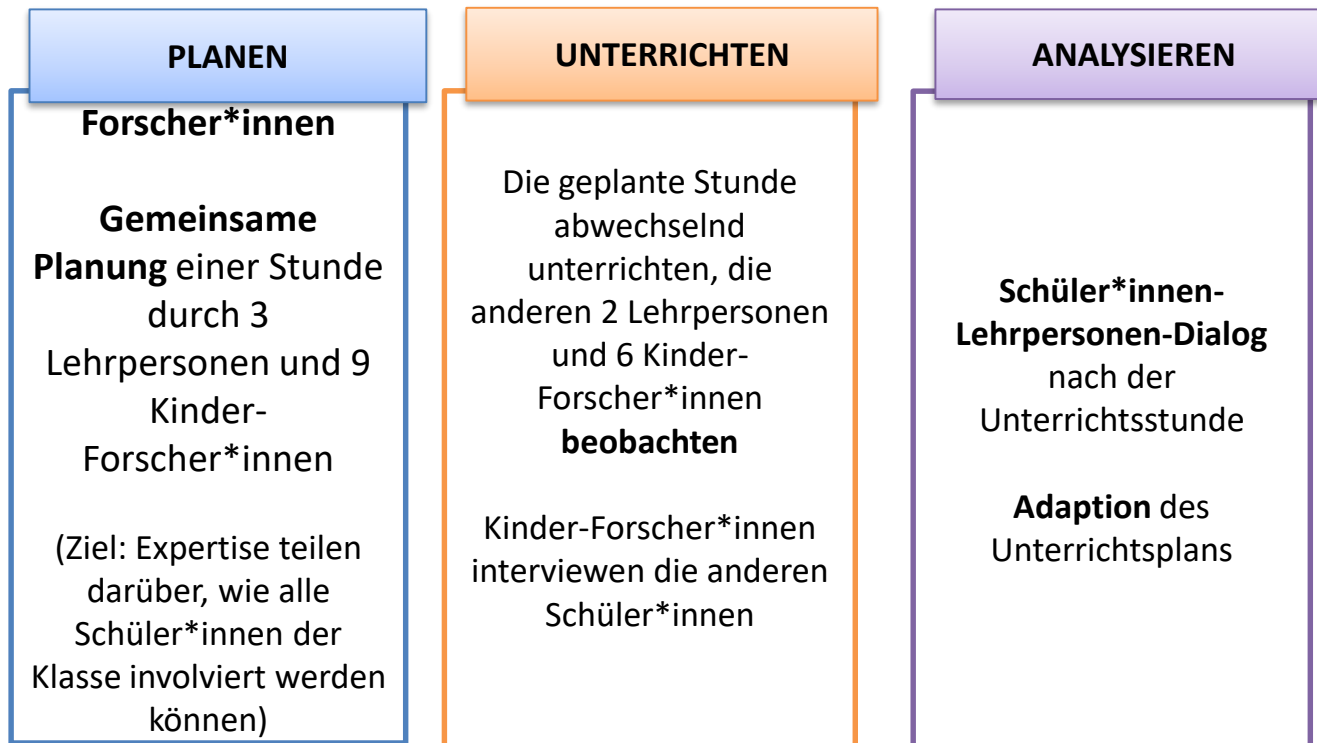 PLANEN
Forscher*innen
Gemeinsame
Planung einer Stunde
durch 3
Lehrpersonen und 9
Kinder-
Forscher*innen
(Ziel: Expertise teilen
darüber, wie alle
Schüler*innen der
Klasse involviert werden
können)
UNTERRICHTEN
Die geplante Stunde
abwechselnd
unterrichten, die
anderen 2 Lehrpersonen
und 6 Kinder-
Forscher*innen
beobachten
Kinder-Forscher*innen
interviewen die anderen
Schüler*innen
ANALYSIEREN
Schüler*innen-
Lehrpersonen-Dialog
nach der
Unterrichtsstunde
Adaption des
Unterrichtsplans